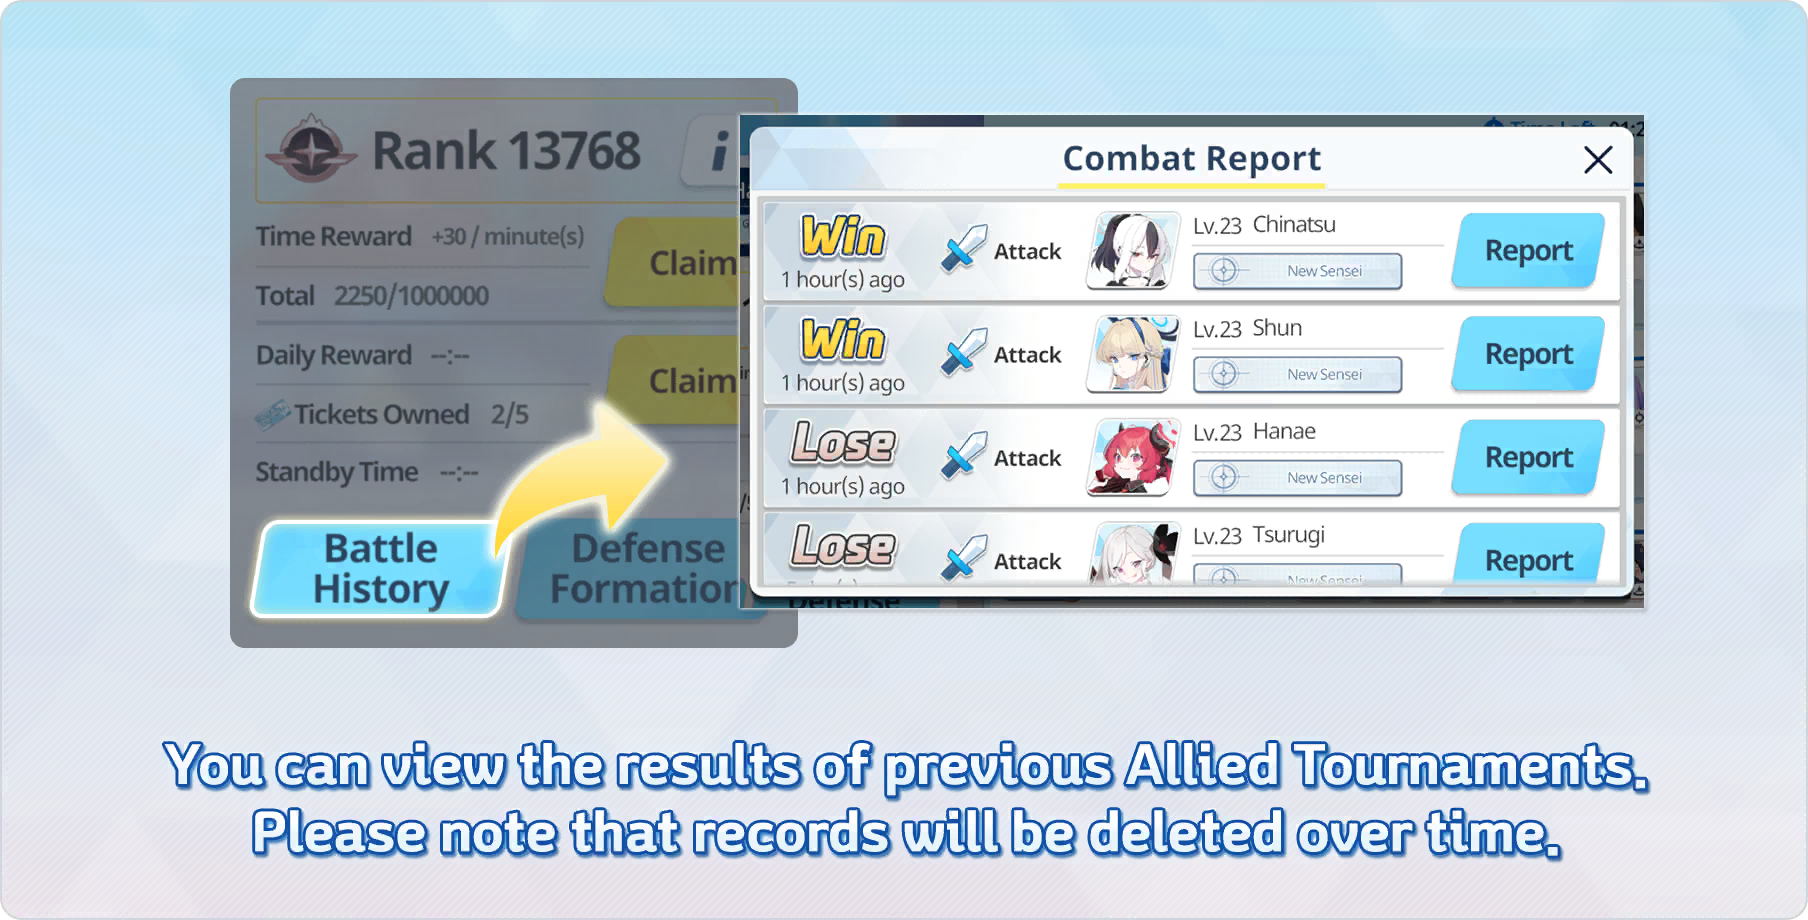 Rank 13768
i
Time Reward +30 / minute(s)
Claim
Total 2250/1000000
Daily Reward --:--
Claim
Tickets Owned 2/5
Standby Time --:--
Battle
History
Defense
Formation
Combat Report
Win
1 hour(s) ago
Attack
Lv.23 Chinatsu
New Sensei
Report
Win
1 hour(s) ago
Attack
Lv.23 Shun
New Sensei
Report
Lose
1 hour(s) ago
Attack
Lv.23 Hanae
New Sensei
Report
Lose
Attack
Lv.23 Tsurugi
New Sensei
Report
Defense
You can view the results of previous Allied Tournaments.
Please note that records will be deleted over time.